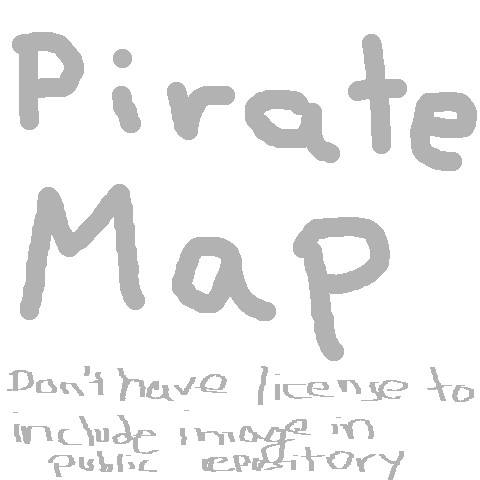 Pirate
Map
Don't have license to
include image in
public repository